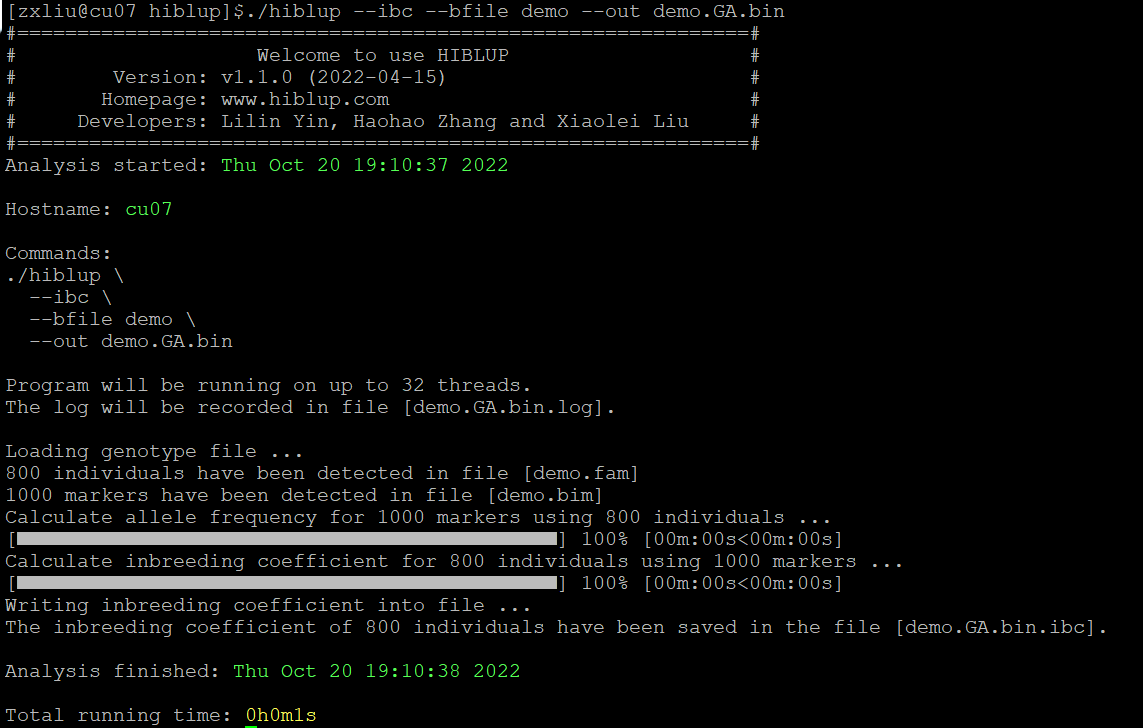 [zxliu@cu07 hiblup]$./hiblup --ibc --bfile demo --out demo.GA.bin
#=============================================================#
# Welcome to use HIBLUP #
# Version: v1.1.0 (2022-04-15) #
# Homepage: www.hiblup.com #
# Developers: Lilin Yin, Haohao Zhang and Xiaolei Liu #
#=============================================================#
Analysis started: Thu Oct 20 19:10:37 2022
Hostname: cu07
Commands:
./hiblup \
--ibc \
--bfile demo \
--out demo.GA.bin
Program will be running on up to 32 threads.
The log will be recorded in file [demo.GA.bin.log].
Loading genotype file ...
800 individuals have been detected in file [demo.fam]
1000 markers have been detected in file [demo.bim]
Calculate allele frequency for 1000 markers using 800 individuals ...
[] 100% [00m:00s<00m:00s]
Calculate inbreeding coefficient for 800 individuals using 1000 markers ...
[] 100% [00m:00s<00m:00s]
Writing inbreeding coefficient into file ...
The inbreeding coefficient of 800 individuals have been saved in the file [demo.GA.bin.ibc].
Analysis finished: Thu Oct 20 19:10:38 2022
Total running time: 0h0m1s